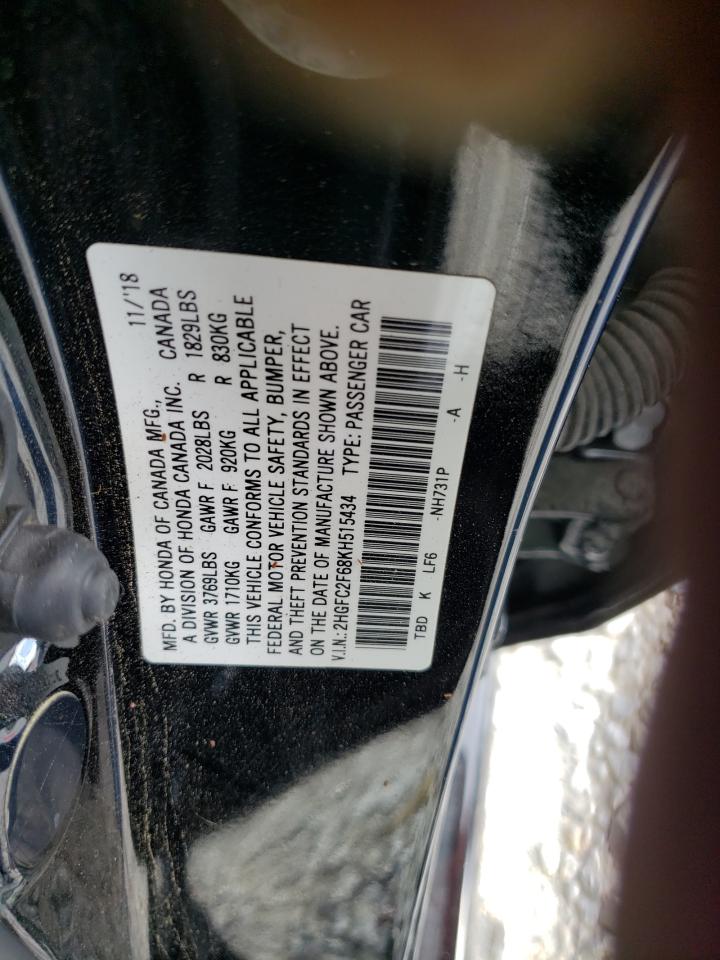 MFD. BY HONDA OF CANADA MFG., 11/'18
A DIVISION OF HONDA CANADA INC. CANADA
GVWR 3769LBS GAWR F 2028LBS R 1829LBS
GVWR 1710KG GAWR F 920KG R 830KG
THIS VEHICLE CONFORMS TO ALL APPLICABLE
FEDERAL MOTOR VEHICLE SAFETY, BUMPER,
AND THEFT PREVENTION STANDARDS IN EFFECT
ON THE DATE OF MANUFACTURE SHOWN ABOVE.
V.I.N.: 2HGFC2F68KH515434 TYPE: PASSENGER CAR
TBD K LF6 -NH731P -A -H